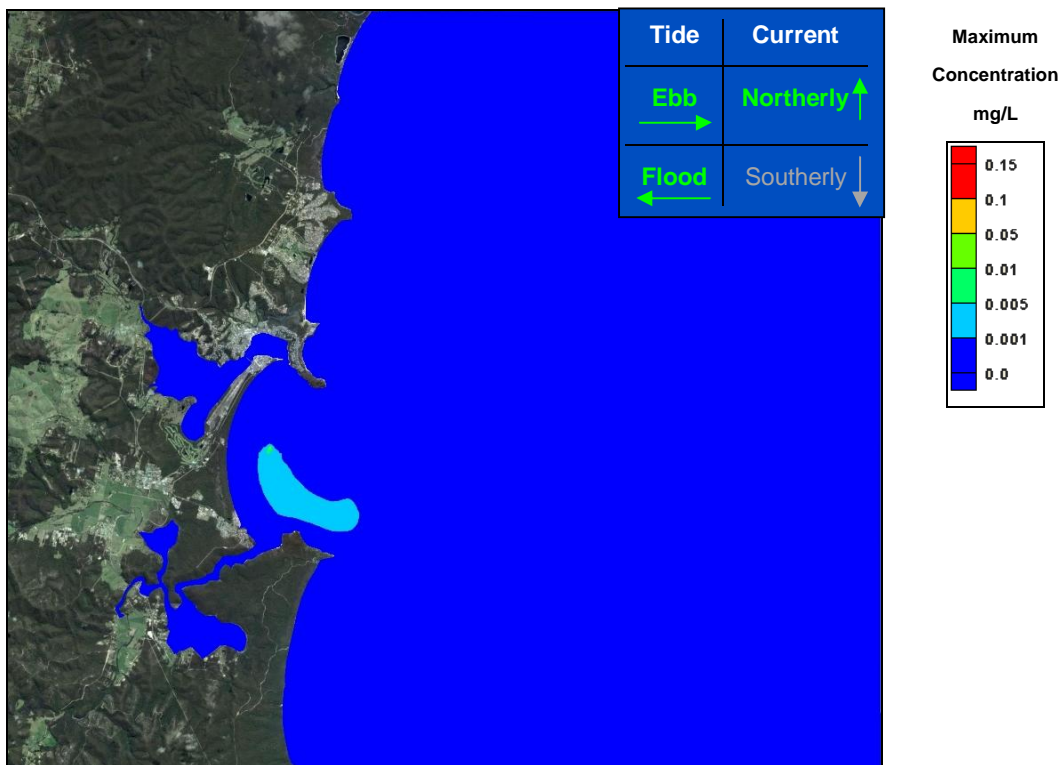 Tide Current
Ebb Northerly
Flood Southerly
Maximum
Concentration
mg/L
0.15
0.1
0.05
0.01
0.005
0.001
0.0